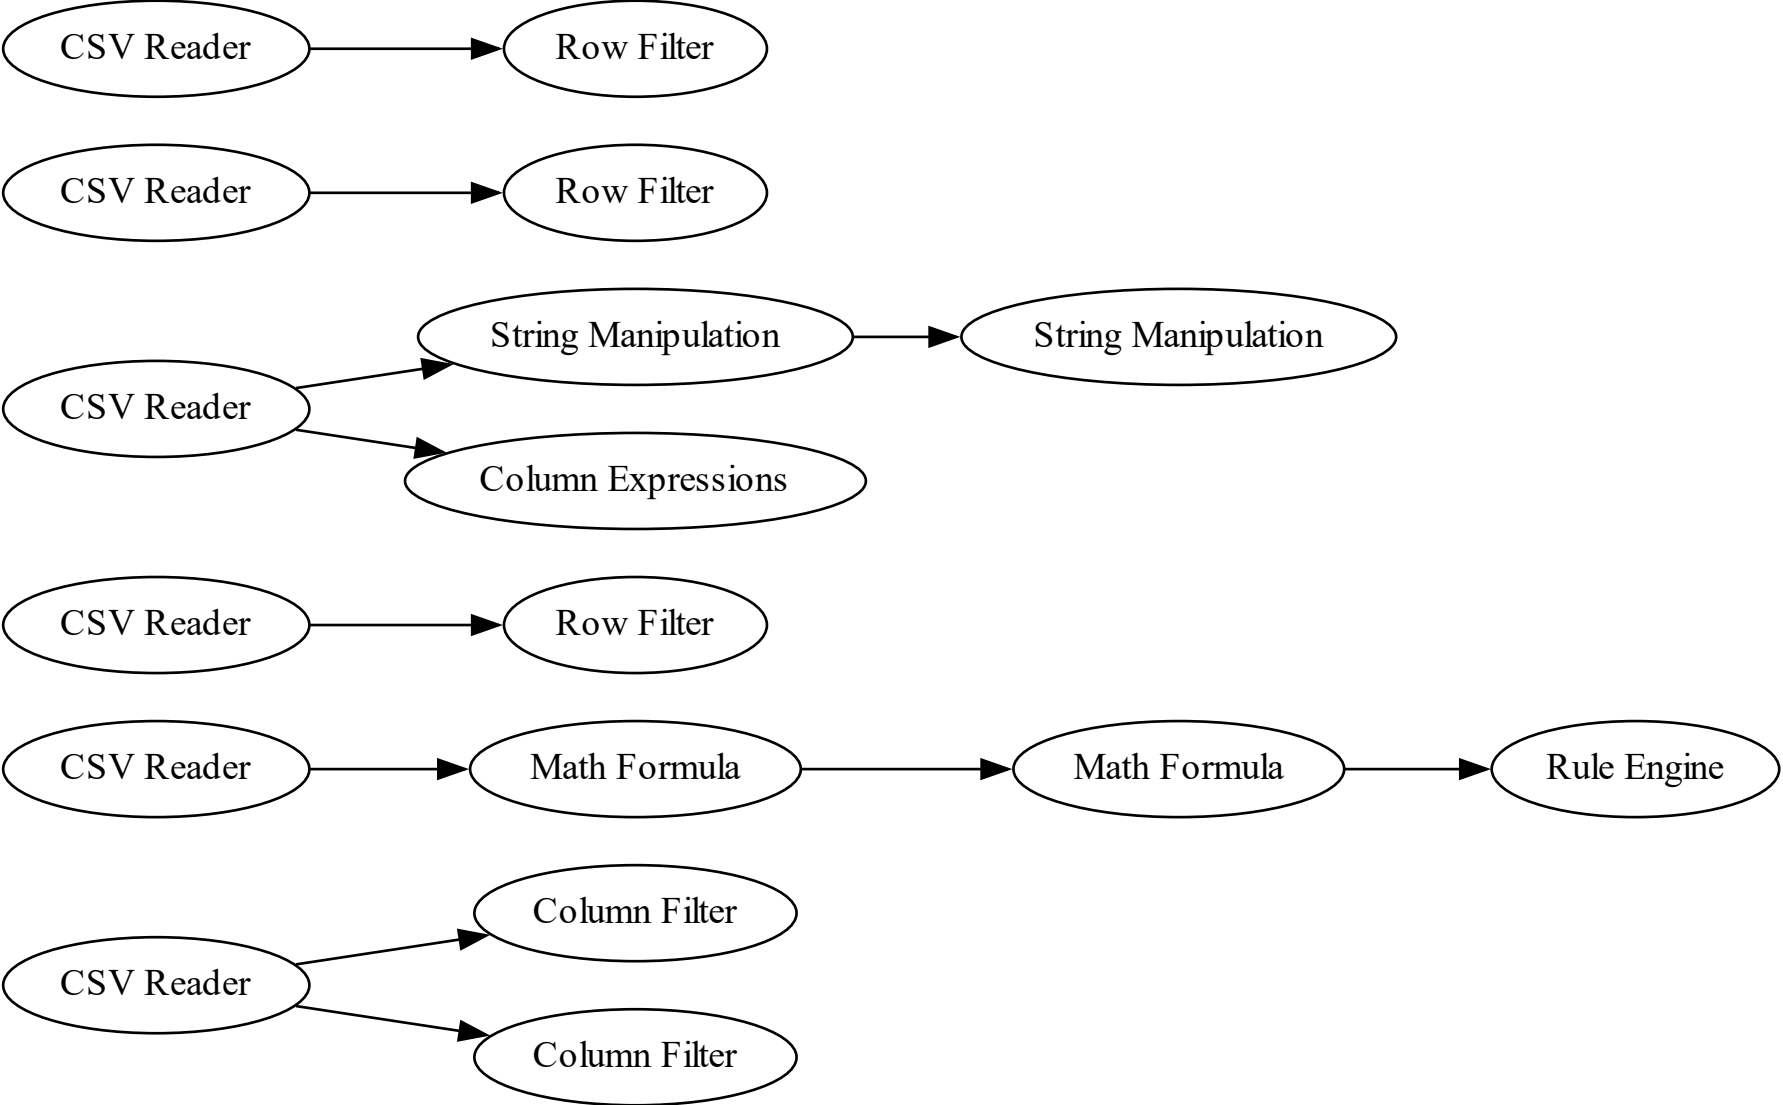 CSV Reader
Row Filter
CSV Reader
Row Filter
String Manipulation
String Manipulation
CSV Reader
Column Expressions
CSV Reader
Row Filter
CSV Reader
Math Formula
Math Formula
Rule Engine
Column Filter
CSV Reader
Column Filter